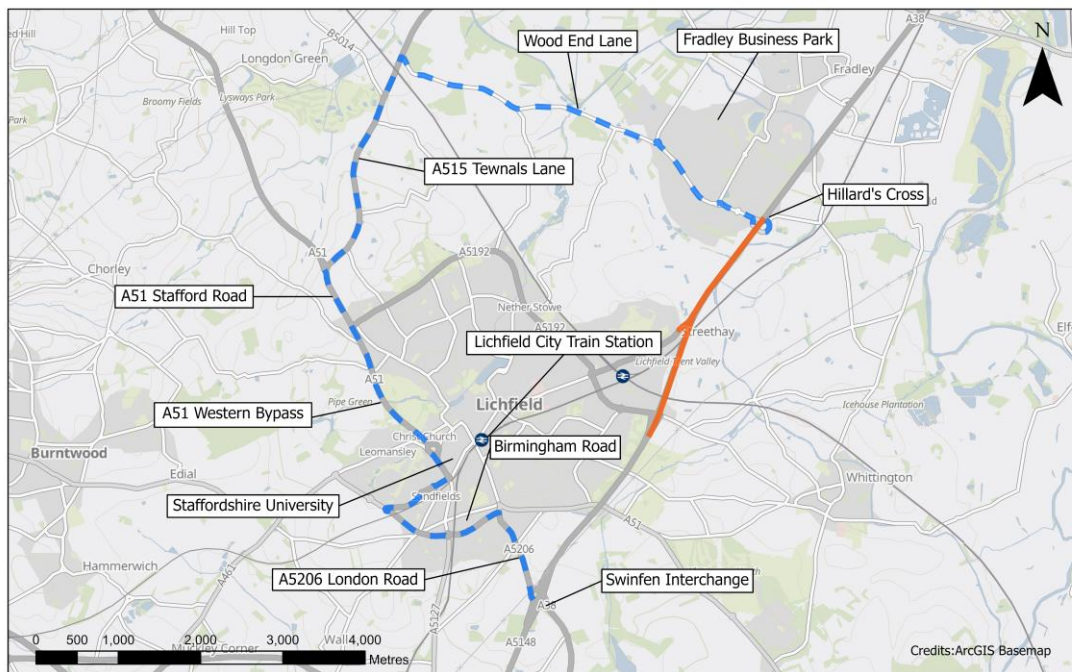 Hill Top
B5014
Longdon Green
Wood End Lane
Fradley Business Park
A38
N
Fradley
Lysways Park
Broomy Fields
A515 Tewnals Lane
Hillard's Cross
A51
A5192
Chorley
A51 Stafford Road
Nether Stowe
A5192
Streethay
Lichfield City Train Station
Lichfield Trent Valley
A51
A51 Western Bypass
Pipe Green
Lichfield
Icehouse Plantation
Christ Church
Birmingham Road
Burntwood
Leomansley
Edial
Staffordshire University
Sandfields
Whittington
A51
A5206
Hammerwich
A461
A5206 London Road
Swinfen Interchange
A38
A5127
Wall
A5148
Muckley Corner
0 500 1,000 2,000 3,000 4,000
Metres
Credits:ArcGIS Basemap